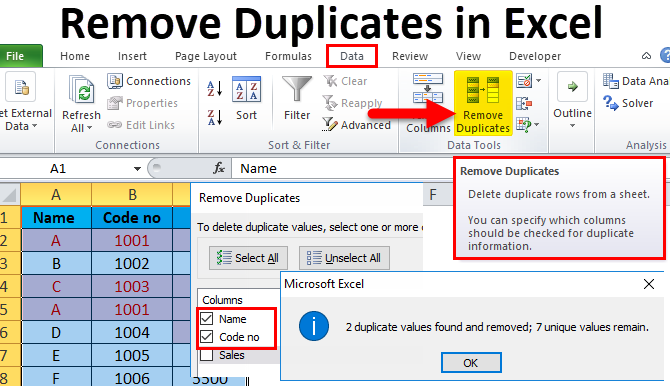 Remove Duplicates in Excel
File Home Insert Page Layout Formulas Data Review View Developer
et External
Data
Refresh
All
Connections
Properties
Edit Links
Connections
A
Z
Z
A
Sort
Filter
Clear
Reapply
Advanced
Sort & Filter
Columns
Remove
Duplicates
Data Tools
Outline
Data Anal
Solver
Analysis
A1 fx Name
A B F
1 Name Code no
2 A 1001
3 B 1002
4 C 1003
5 A 1001
6 D 1004
7 E 1005
8 F 1006 5500
Remove Duplicates
To delete duplicate values, select one or more
Select All Unselect All
Columns
Name
Code no
Sales
Remove Duplicates
Delete duplicate rows from a sheet.
You can specify which columns
should be checked for duplicate
information.
Microsoft Excel
2 duplicate values found and removed; 7 unique values remain.
OK